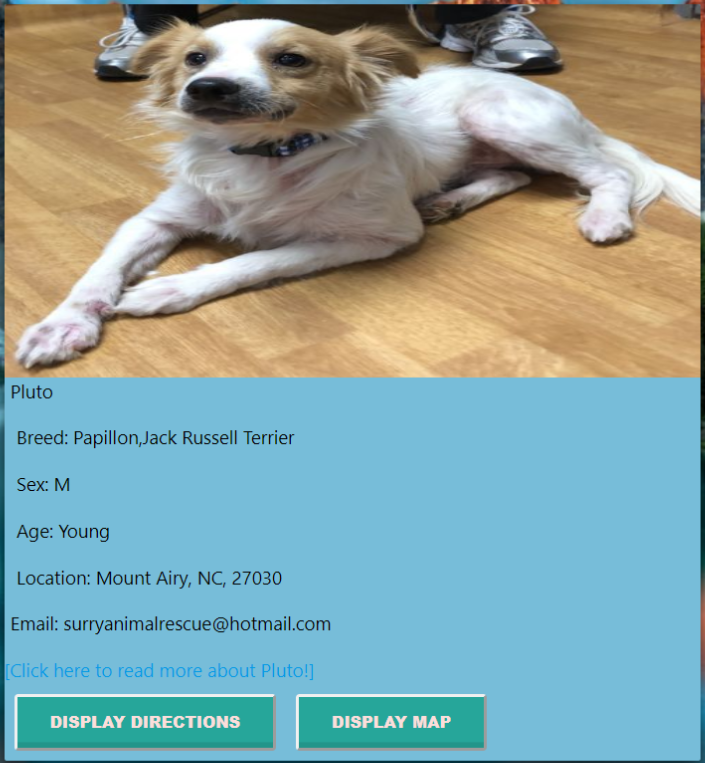 Pluto
Breed: Papillon,Jack Russell Terrier
Sex: M
Age: Young
Location: Mount Airy, NC, 27030
Email: surryanimalrescue@hotmail.com
[Click here to read more about Pluto!]
DISPLAY DIRECTIONS DISPLAY MAP